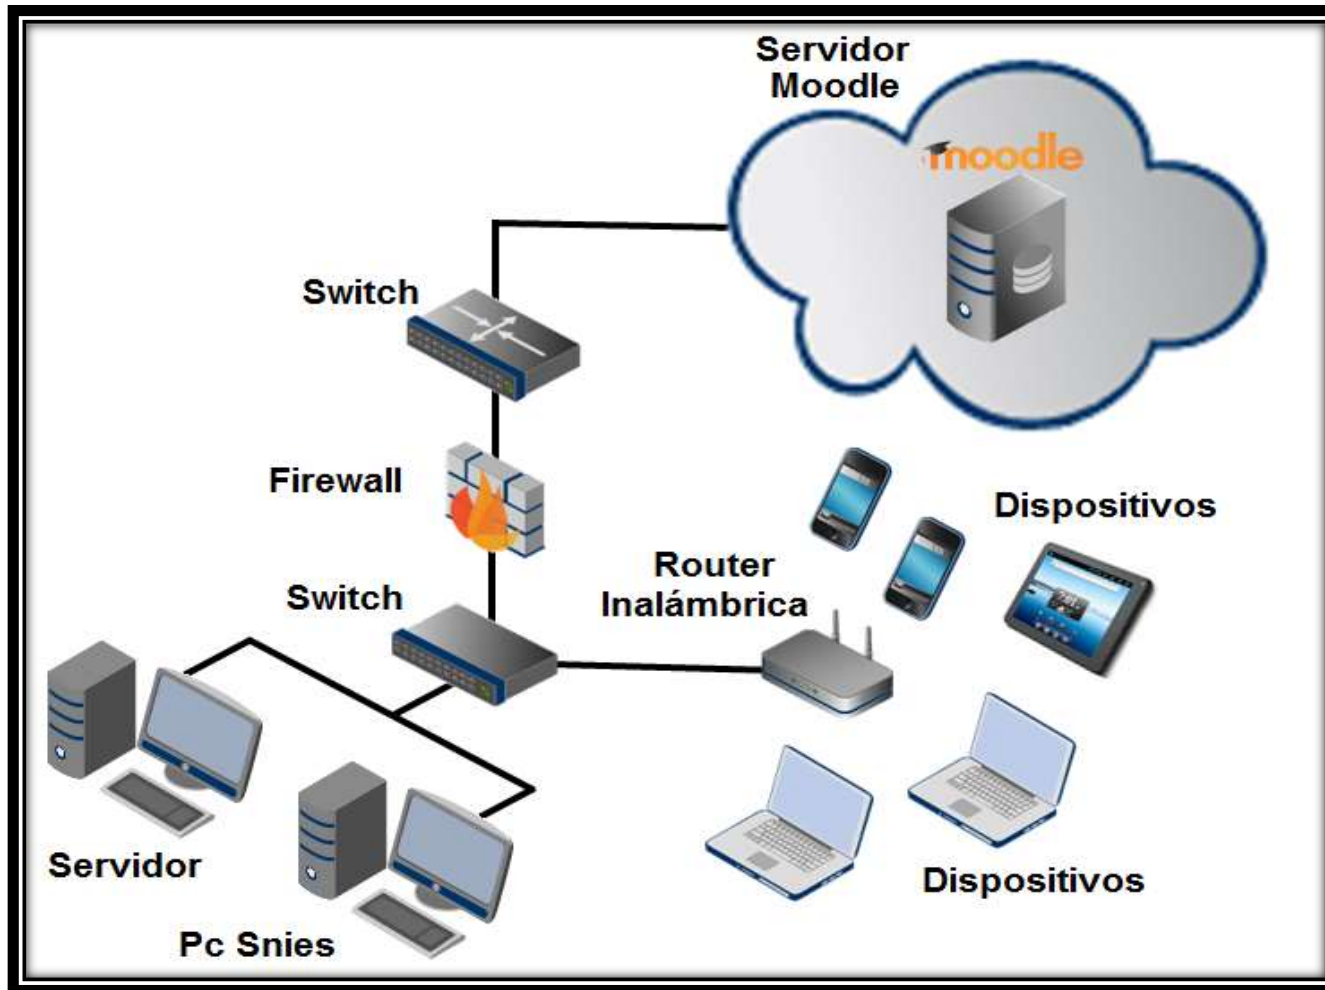 Servidor
Moodle
moodle
Switch
Firewall
Dispositivos
Router
Inalámbrica
Switch
Servidor
Dispositivos
Pc Snies